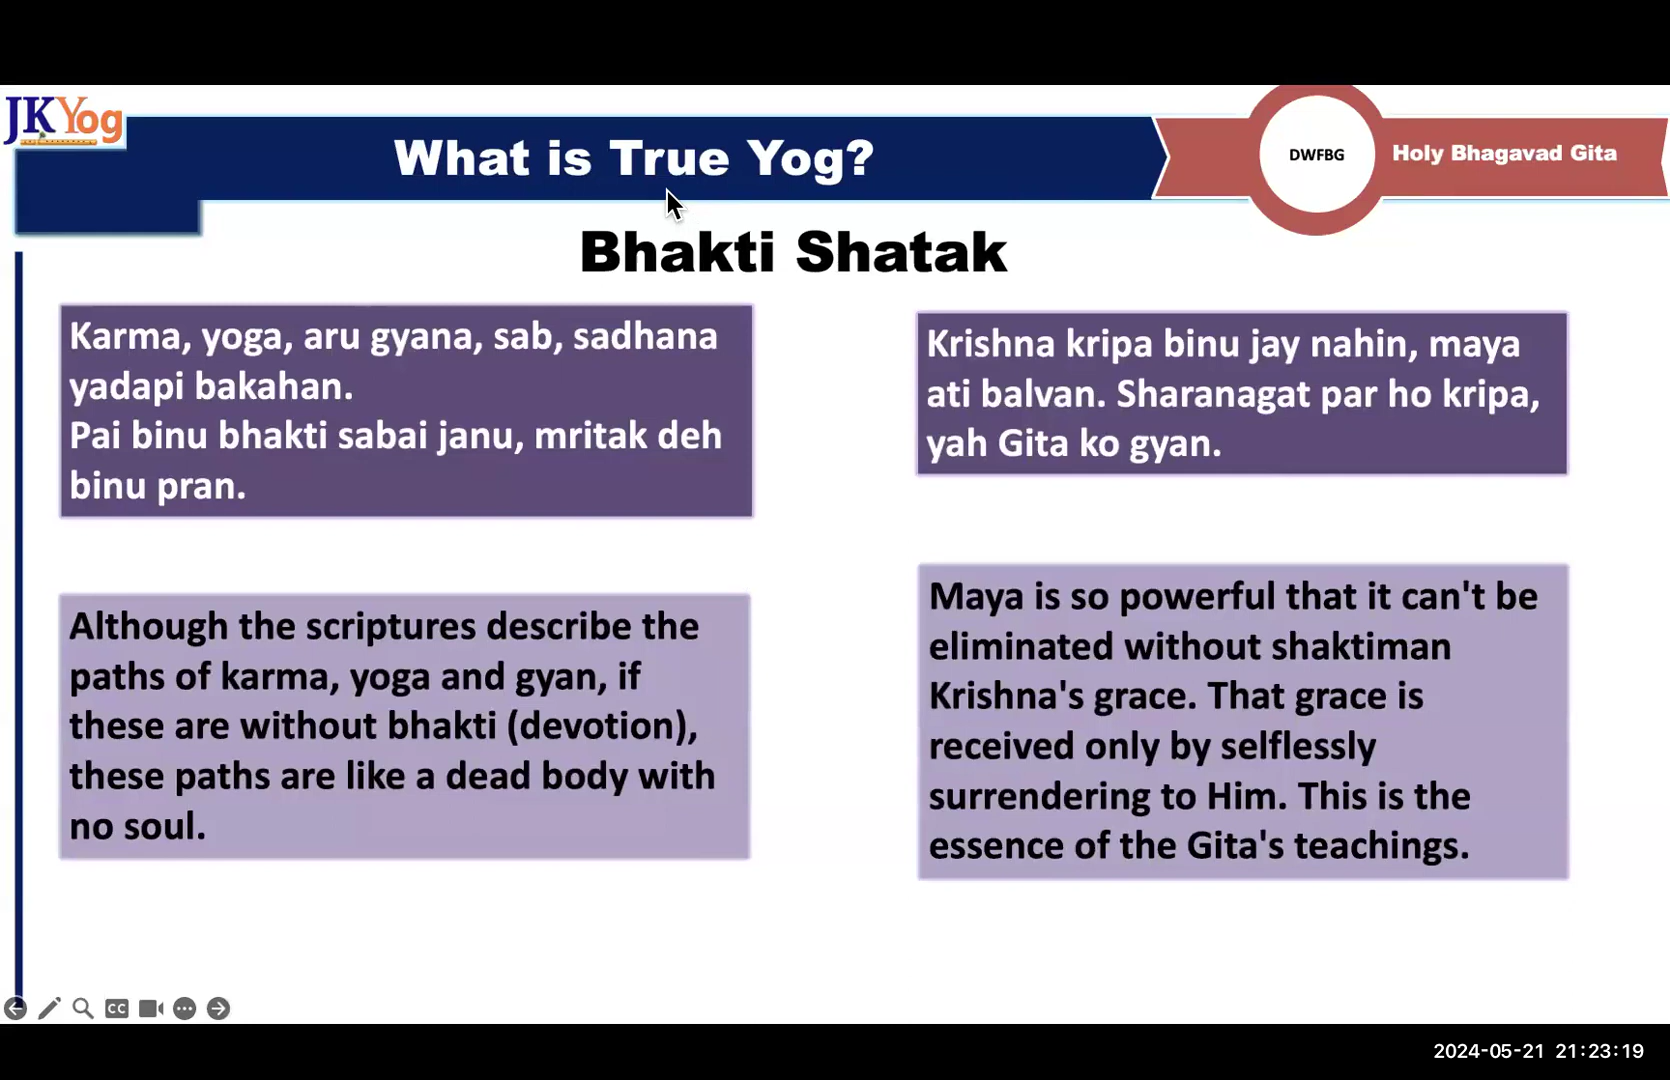 JKYog
What is True Yog?
DWFBG
Holy Bhagavad Gita
Bhakti Shatak
Karma, yoga, aru gyana, sab, sadhana
yadapi bakahan.
Pai binu bhakti sabai janu, mritak deh
binu pran.
Krishna kripa binu jay nahin, maya
ati balvan. Sharanagat par ho kripa,
yah Gita ko gyan.
Although the scriptures describe the
paths of karma, yoga and gyan, if
these are without bhakti (devotion),
these paths are like a dead body with
no soul.
Maya is so powerful that it can't be
eliminated without shaktiman
Krishna's grace. That grace is
received only by selflessly
surrendering to Him. This is the
essence of the Gita's teachings.
CC
2024-05-21 21:23:19